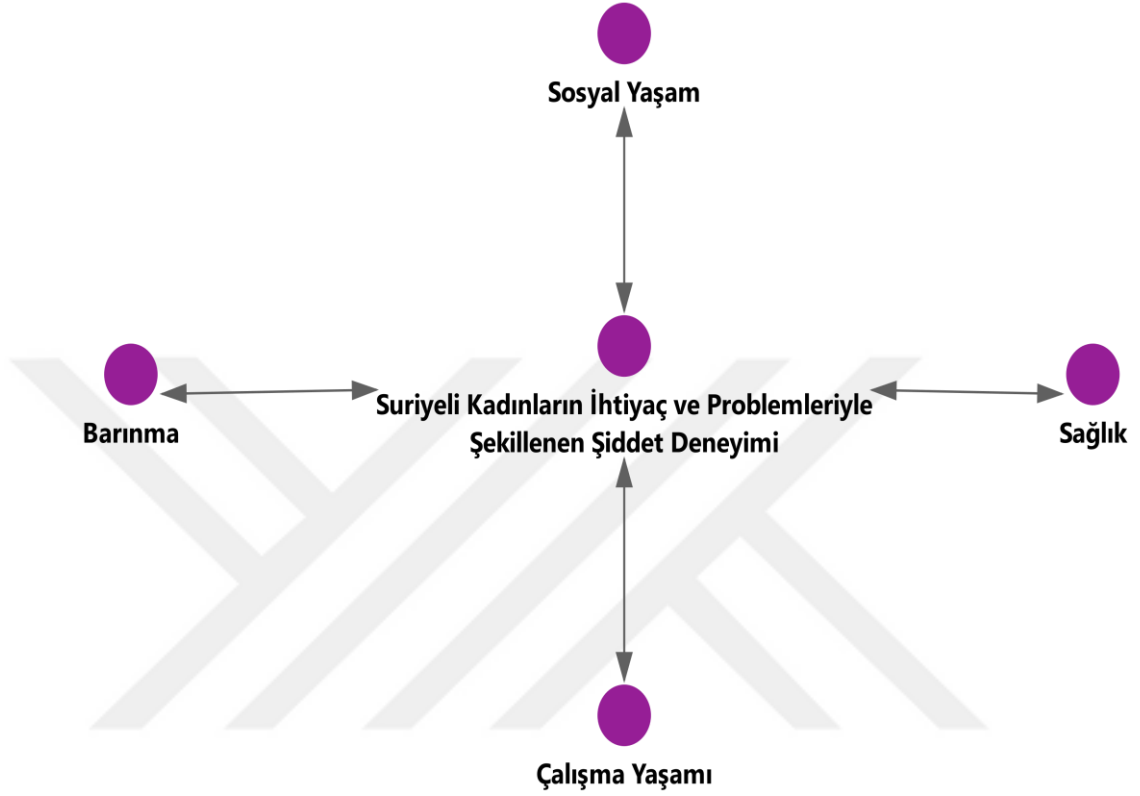 Sosyal Yaşam
Barınma
Suriyeli Kadınların İhtiyaç ve Problemleriyle
Şekillenen Şiddet Deneyimi
Sağlık
Çalışma Yaşamı